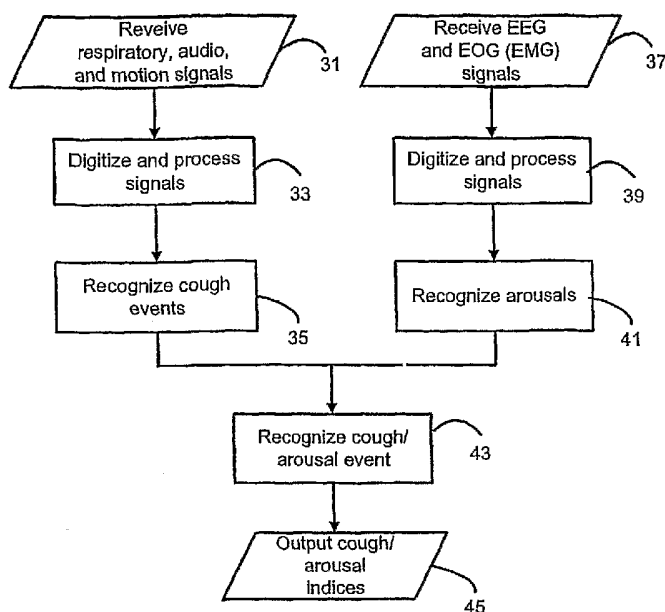 Reveive
respiratory, audio,
and motion signals
31
Receive EEG
and EOG (EMG)
signals
37
Digitize and process
signals
33
Digitize and process
signals
39
Recognize cough
events
35
Recognize arousals
41
Recognize cough/
arousal event
43
Output cough/
arousal
indices
45